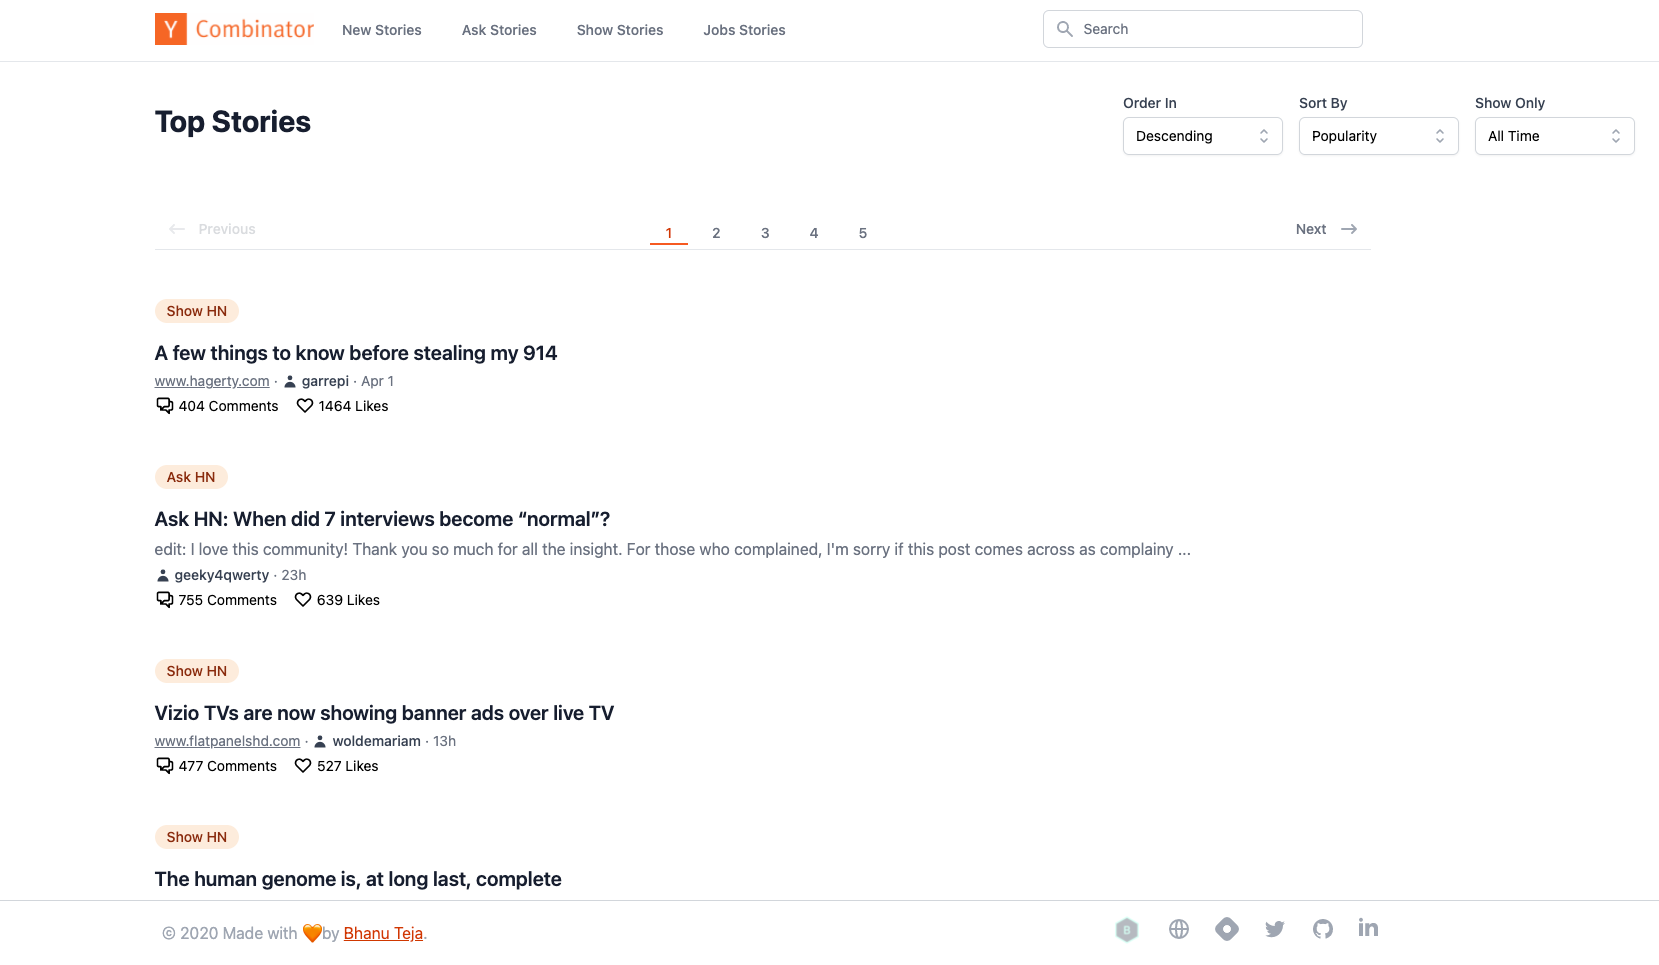 Y Combinator New Stories Ask Stories Show Stories Jobs Stories Search
Top Stories
Order In Sort By Show Only
Descending Popularity All Time
Previous 1 2 3 4 5 Next
Show HN
A few things to know before stealing my 914
www.hagerty.com · garrepi · Apr 1
404 Comments 1464 Likes
Ask HN
Ask HN: When did 7 interviews become “normal”?
edit: I love this community! Thank you so much for all the insight. For those who complained, I'm sorry if this post comes across as complainy ...
geeky4qwerty · 23h
755 Comments 639 Likes
Show HN
Vizio TVs are now showing banner ads over live TV
www.flatpanelshd.com · woldemariam · 13h
477 Comments 527 Likes
Show HN
The human genome is, at long last, complete
© 2020 Made with 🧡by Bhanu Teja. B in